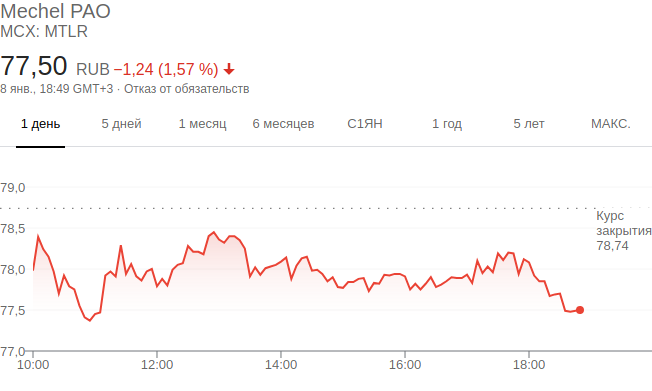 Mechel PAO
MCX: MTLR
77,50 RUB −1,24 (1,57 %)
8 янв., 18:49 GMT+3 · Отказ от обязательств
1 день 5 дней 1 месяц 6 месяцев С1ЯН 1 год 5 лет МАКС.
79,0
78,5
78,0
77,5
77,0
Курс
закрытия
78,74
10:00 12:00 14:00 16:00 18:00